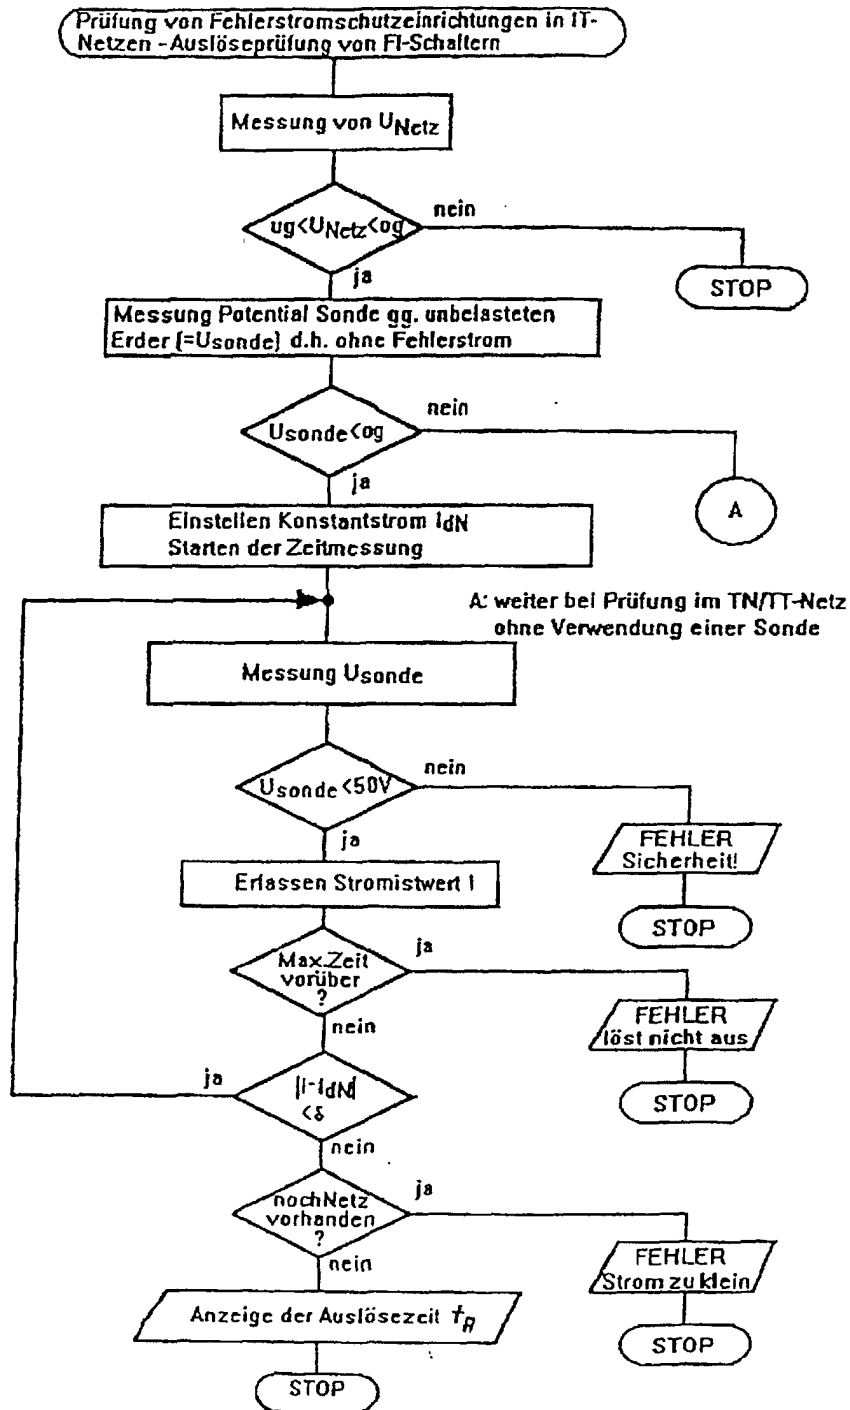 Prüfung von Fehlerstromschutzeinrichtungen in IT-
Netzen - Auslöseprüfung von FI-Schaltern
Messung von UNetz
ug<UNetz<og
nein
ja
STOP
Messung Potential Sonde gg. unbelasteten
Erder (=Usonde) d.h. ohne Fehlerstrom
Usonde<og
nein
ja
A
Einstellen Konstantstrom IdN
Starten der Zeitmessung
A: weiter bei Prüfung im TN/TT-Netz
ohne Verwendung einer Sonde
Messung Usonde
Usonde<50V
nein
ja
FEHLER
Sicherheit!
STOP
Erfassen Stromistwert I
Max.Zeit
vorüber
?
ja
nein
FEHLER
löst nicht aus
STOP
|I-IdN|
<δ
ja
nein
noch Netz
vorhanden
?
ja
nein
FEHLER
Strom zu klein
STOP
Anzeige der Auslösezeit tA
STOP